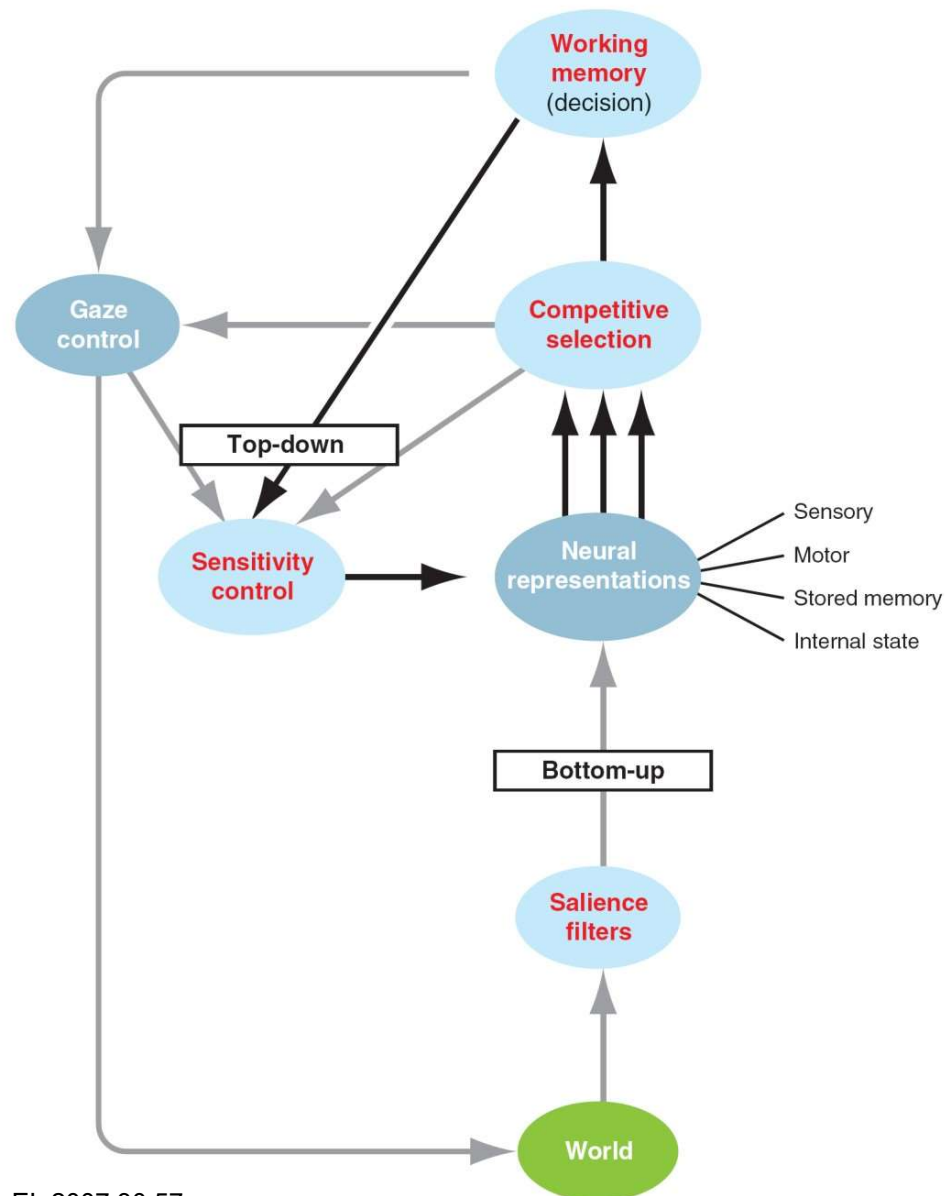 Working
memory
(decision)
Gaze
control
Competitive
selection
Top-down
Sensitivity
control
Neural
representations
Sensory
Motor
Stored memory
Internal state
Bottom-up
Salience
filters
World